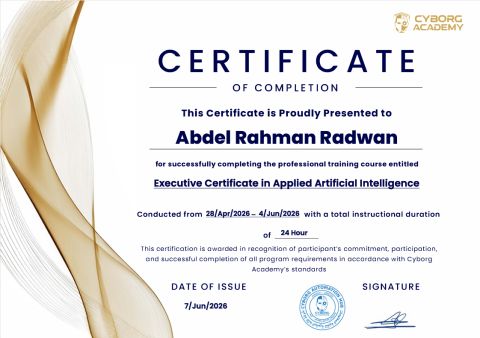 CYBORG
ACADEMY
CERTIFICATE
OF COMPLETION
This Certificate is Proudly Presented to
Abdel Rahman Radwan
for successfully completing the professional training course entitled
Executive Certificate in Applied Artificial Intelligence
Conducted from 28/Apr/2026 – 4/Jun/2026 with a total instructional duration
of 24 Hour
This certification is awarded in recognition of participant's commitment, participation,
and successful completion of all program requirements in accordance with Cyborg
Academy's standards
DATE OF ISSUE
7/Jun/2026
CYBORG AUTOMATION HUB
SIGNATURE